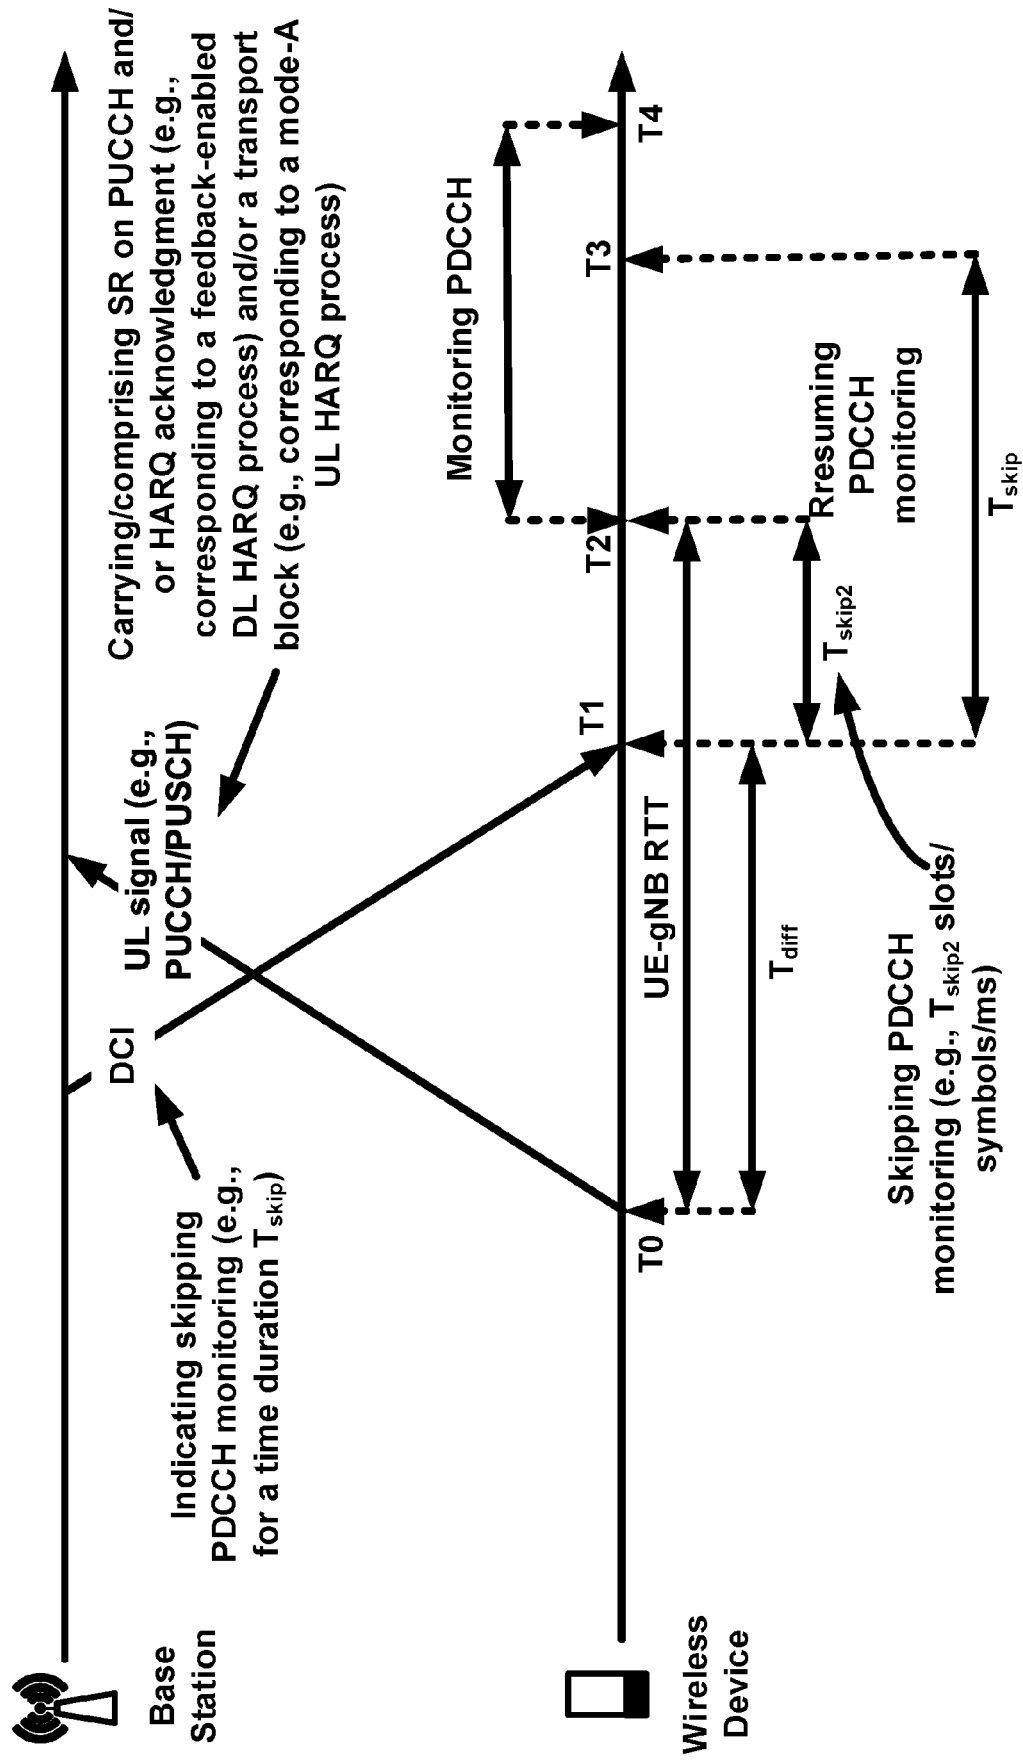 Base
Station
Indicating skipping
PDCCH monitoring (e.g.,
for a time duration Tskip)
DCI
UL signal (e.g.,
PUCCH/PUSCH)
Carrying/comprising SR on PUCCH and/
or HARQ acknowledgment (e.g.,
corresponding to a feedback-enabled
DL HARQ process) and/or a transport
block (e.g., corresponding to a mode-A
UL HARQ process)
Monitoring PDCCH
T0
T1
T2
T3
T4
Wireless
Device
UE-gNB RTT
Tdiff
Tskip2
Rresuming
PDCCH
monitoring
Tskip
Skipping PDCCH
monitoring (e.g., Tskip2 slots/
symbols/ms)